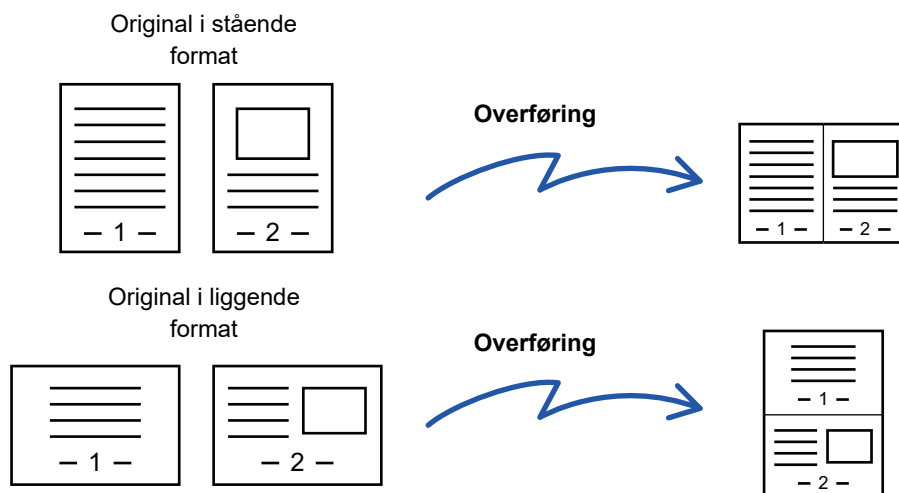 Original i stående
format
Overføring
– 1 –
– 2 –
– 1 –
– 2 –
Original i liggende
format
Overføring
– 1 –
– 2 –
– 1 –
– 2 –